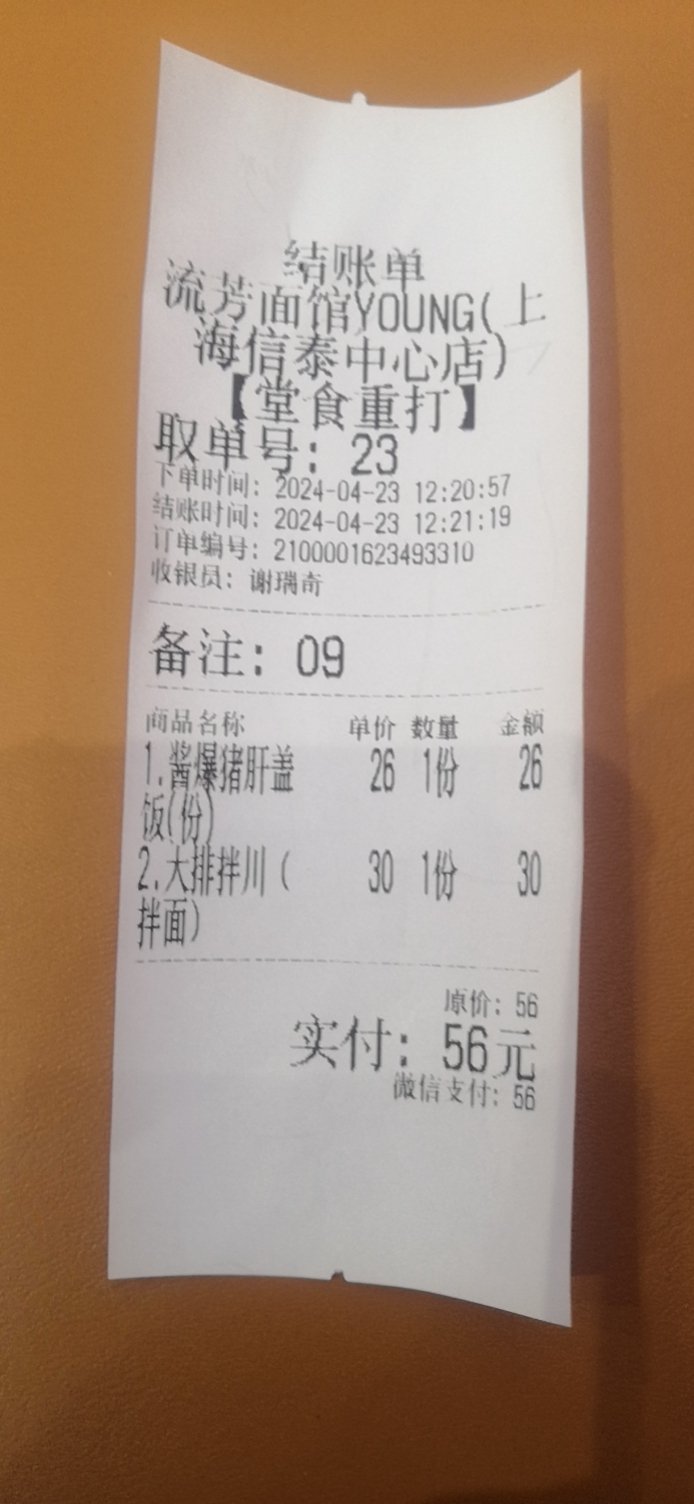 结账单
流芳面馆YOUNG(上
海信泰中心店)
【堂食重打】
取单号: 23
下单时间: 2024-04-23 12:20:57
结账时间: 2024-04-23 12:21:19
订单编号: 2100001623493310
收银员: 谢瑞奇
备注: 09
商品名称 单价 数量 金额
1.酱爆猪肝盖 26 1份 26
饭(份)
2.大排拌川( 30 1份 30
拌面)
原价: 56
实付: 56元
微信支付: 56